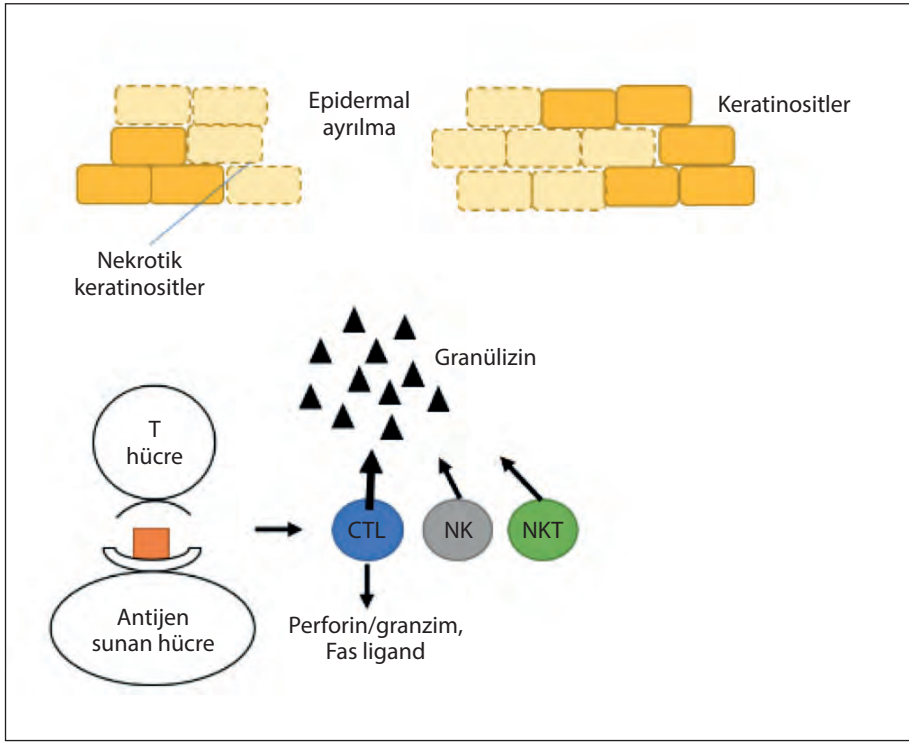 Epidermal
ayrılma
Keratinositler
Nekrotik
keratinositler
Granülizin
T
hücre
CTL
NK
NKT
Antijen
sunan hücre
Perforin/granzim,
Fas ligand